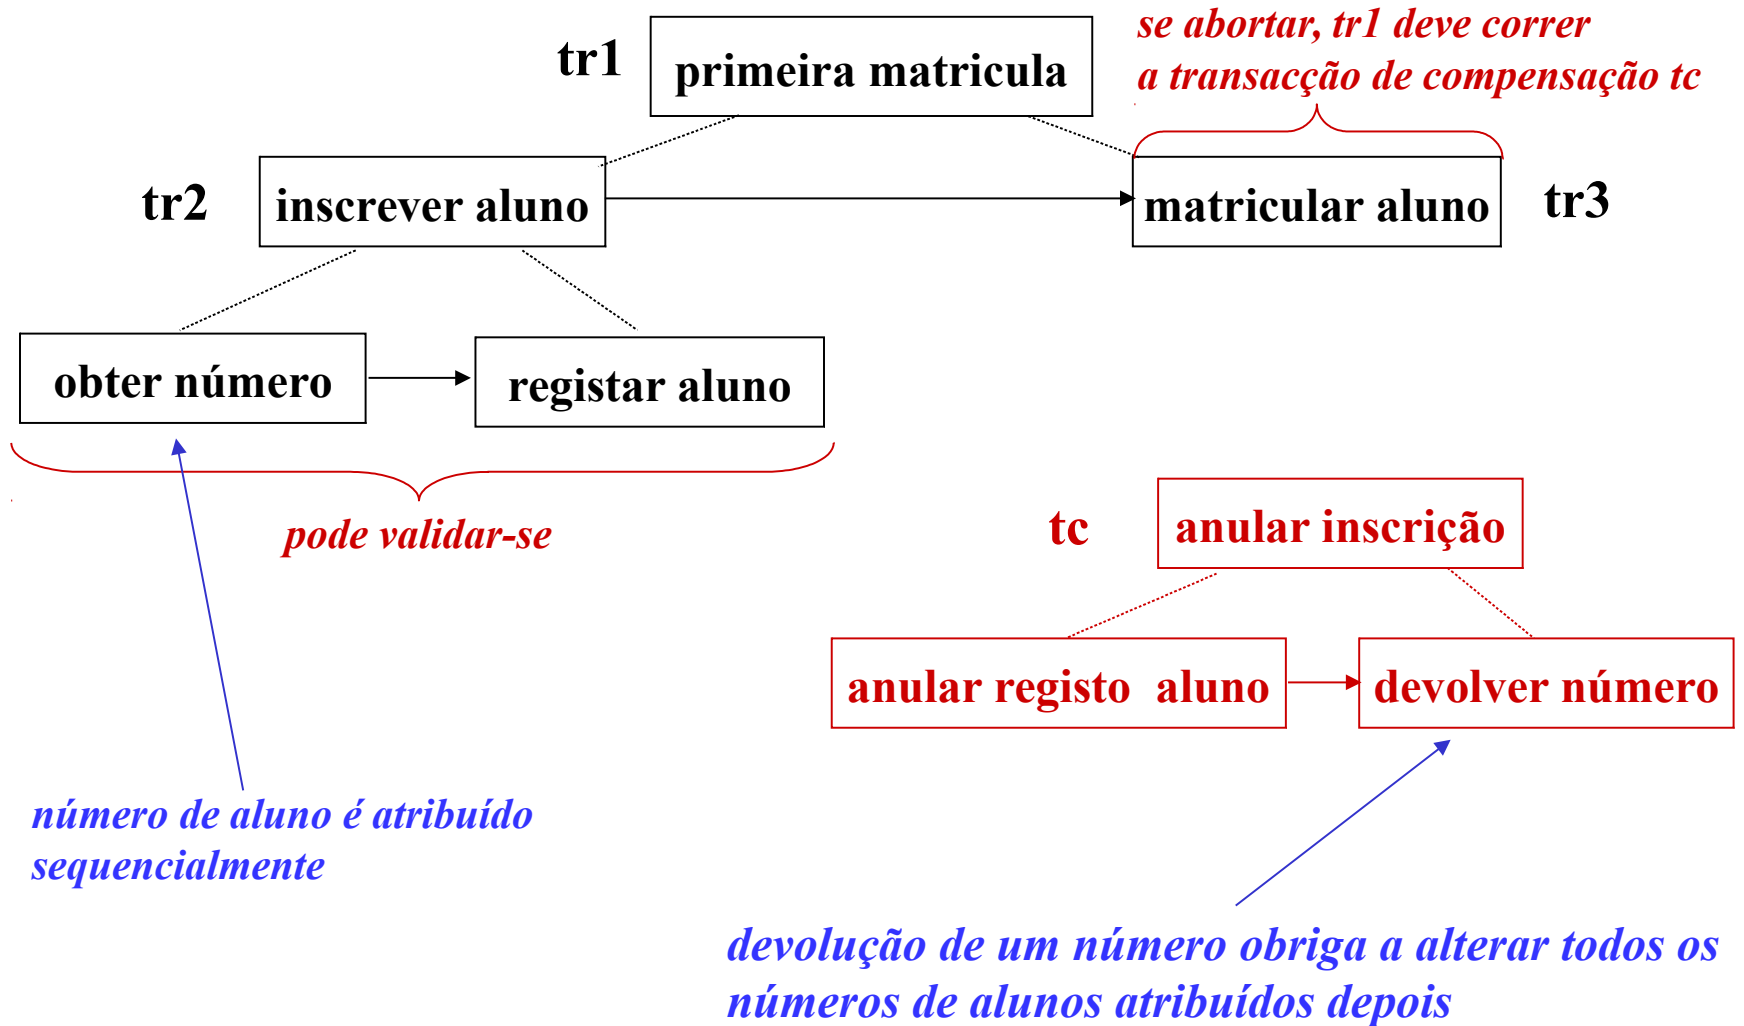 se abortar, tr1 deve correr
a transacção de compensação tc
tr1
primeira matricula
tr2
inscrever aluno
matricular aluno
tr3
obter número
registar aluno
pode validar-se
tc
anular inscrição
anular registo aluno
devolver número
número de aluno é atribuído
sequencialmente
devolução de um número obriga a alterar todos os
números de alunos atribuídos depois